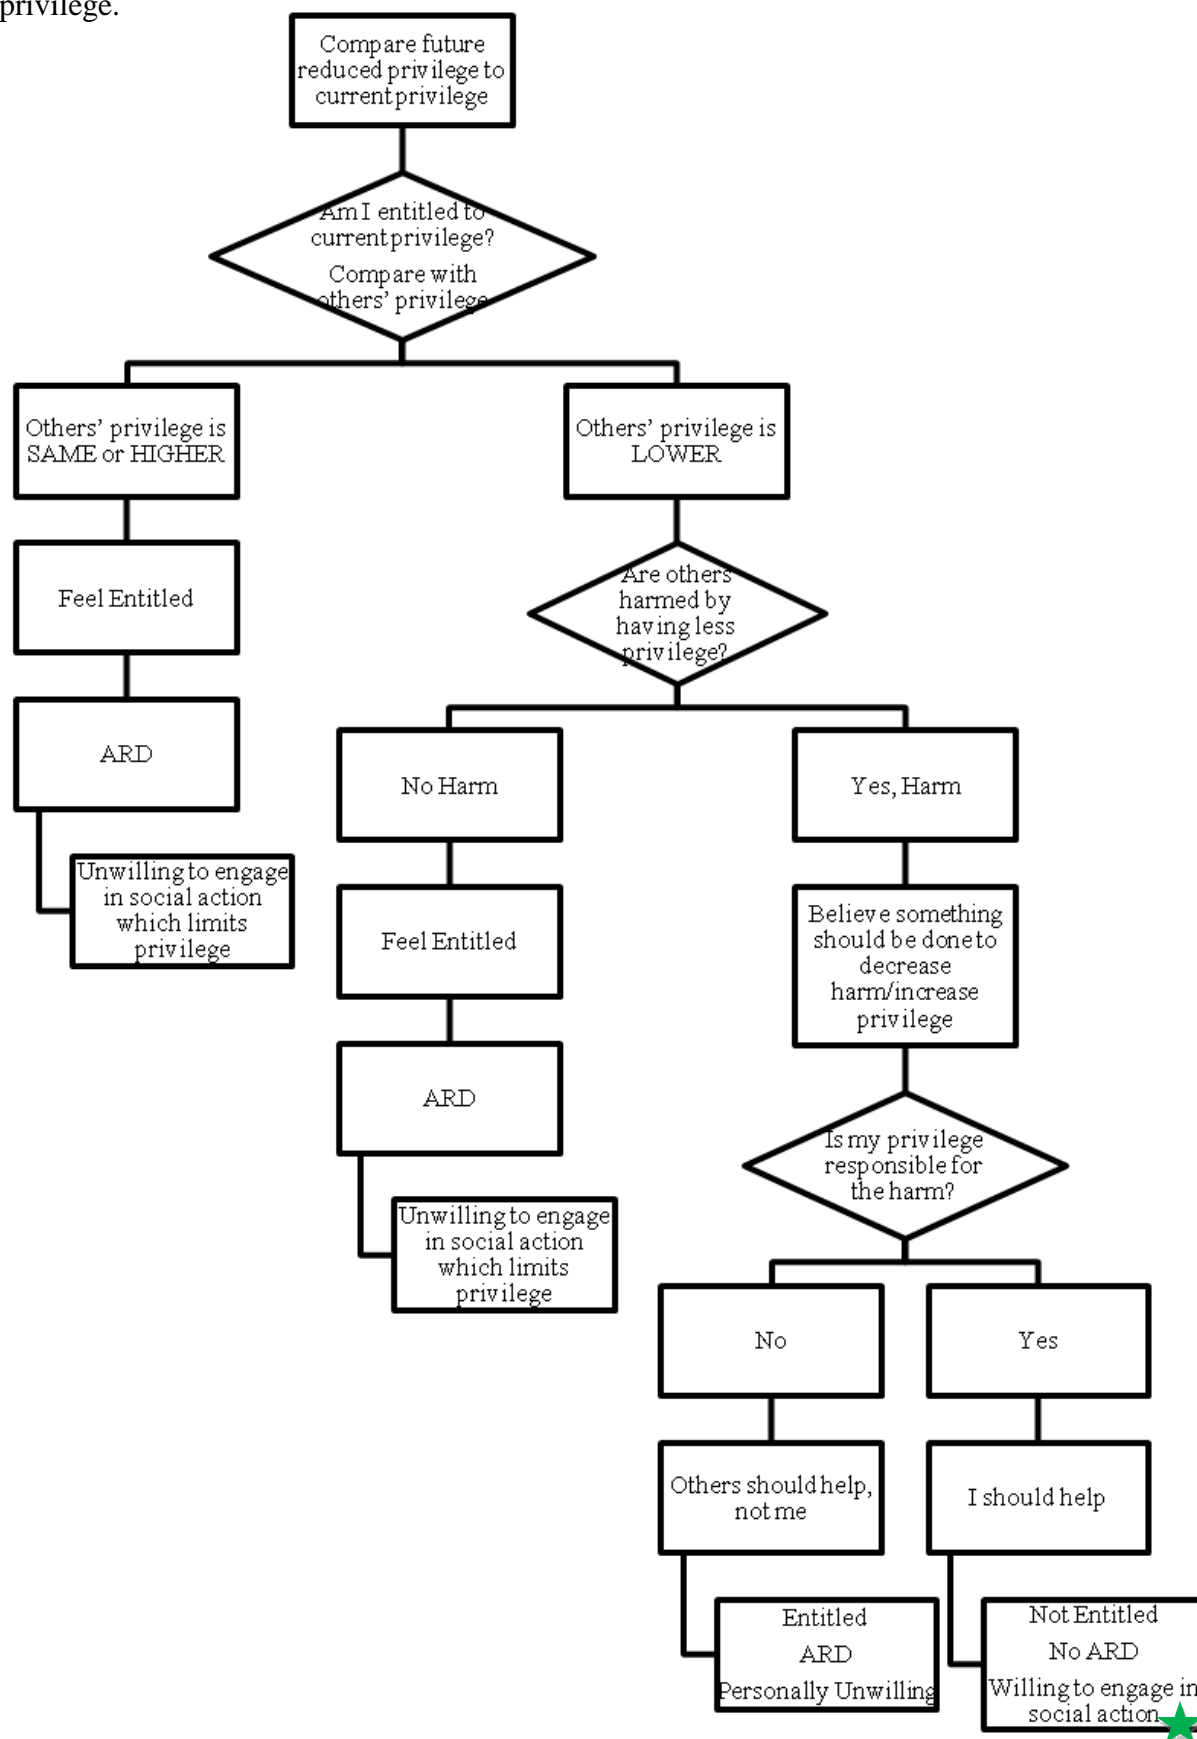 privilege.
Compare future
reduced privilege to
current privilege
Am I entitled to
current privilege?
Compare with
others' privilege
Others' privilege is
SAME or HIGHER
Others' privilege is
LOWER
Feel Entitled
Are others
harmed by
having less
privilege?
ARD
No Harm
Yes, Harm
Unwilling to engage
in social action
which limits
privilege
Feel Entitled
Believe something
should be done to
decrease
harm/increase
privilege
ARD
Is my privilege
responsible for
the harm?
Unwilling to engage
in social action
which limits
privilege
No
Yes
Others should help,
not me
I should help
Entitled
ARD
Personally Unwilling
Not Entitled
No ARD
Willing to engage in
social action